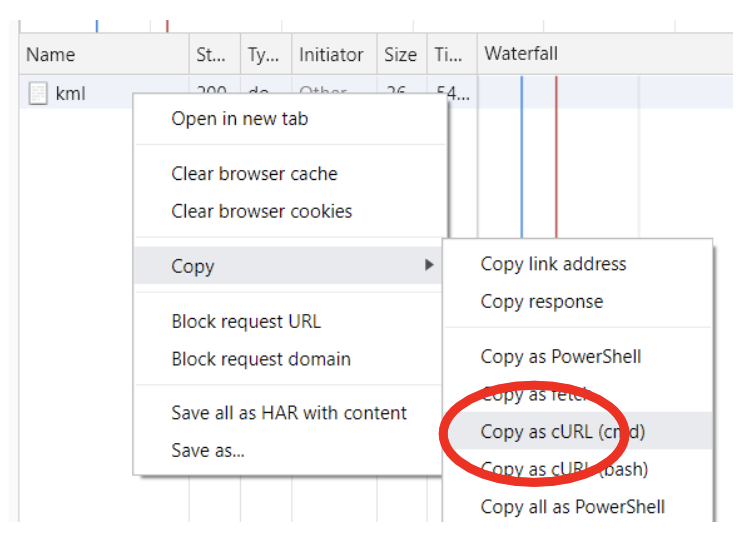 Name St... Ty... Initiator Size Ti... Waterfall
kml 200 do... Other 26... 54...
Open in new tab
Clear browser cache
Clear browser cookies
Copy
Block request URL
Block request domain
Save all as HAR with content
Save as...
Copy link address
Copy response
Copy as PowerShell
Copy as fetch
Copy as cURL (cmd)
Copy as cURL (bash)
Copy all as PowerShell